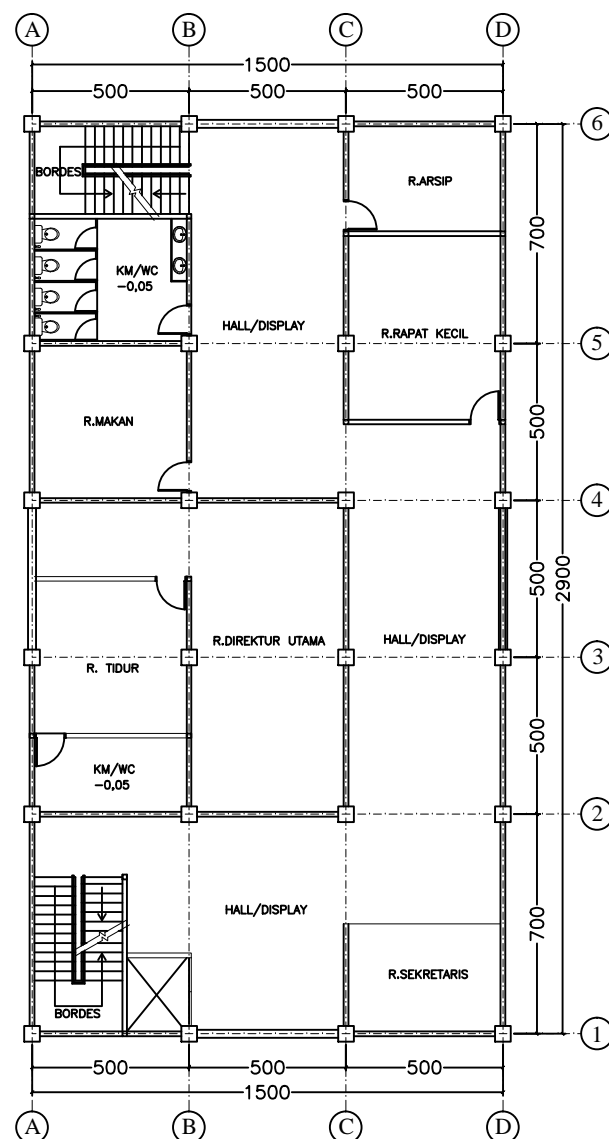 A B C D
1500
500 500 500
6
BORDES
R.ARSIP
700
KM/WC
-0,05
HALL/DISPLAY
R.RAPAT KECIL
5
R.MAKAN
500
4
500
2900
R.DIREKTUR UTAMA
HALL/DISPLAY
R. TIDUR
3
500
KM/WC
-0,05
2
HALL/DISPLAY
700
R.SEKRETARIS
BORDES
1
500 500 500
1500
A B C D